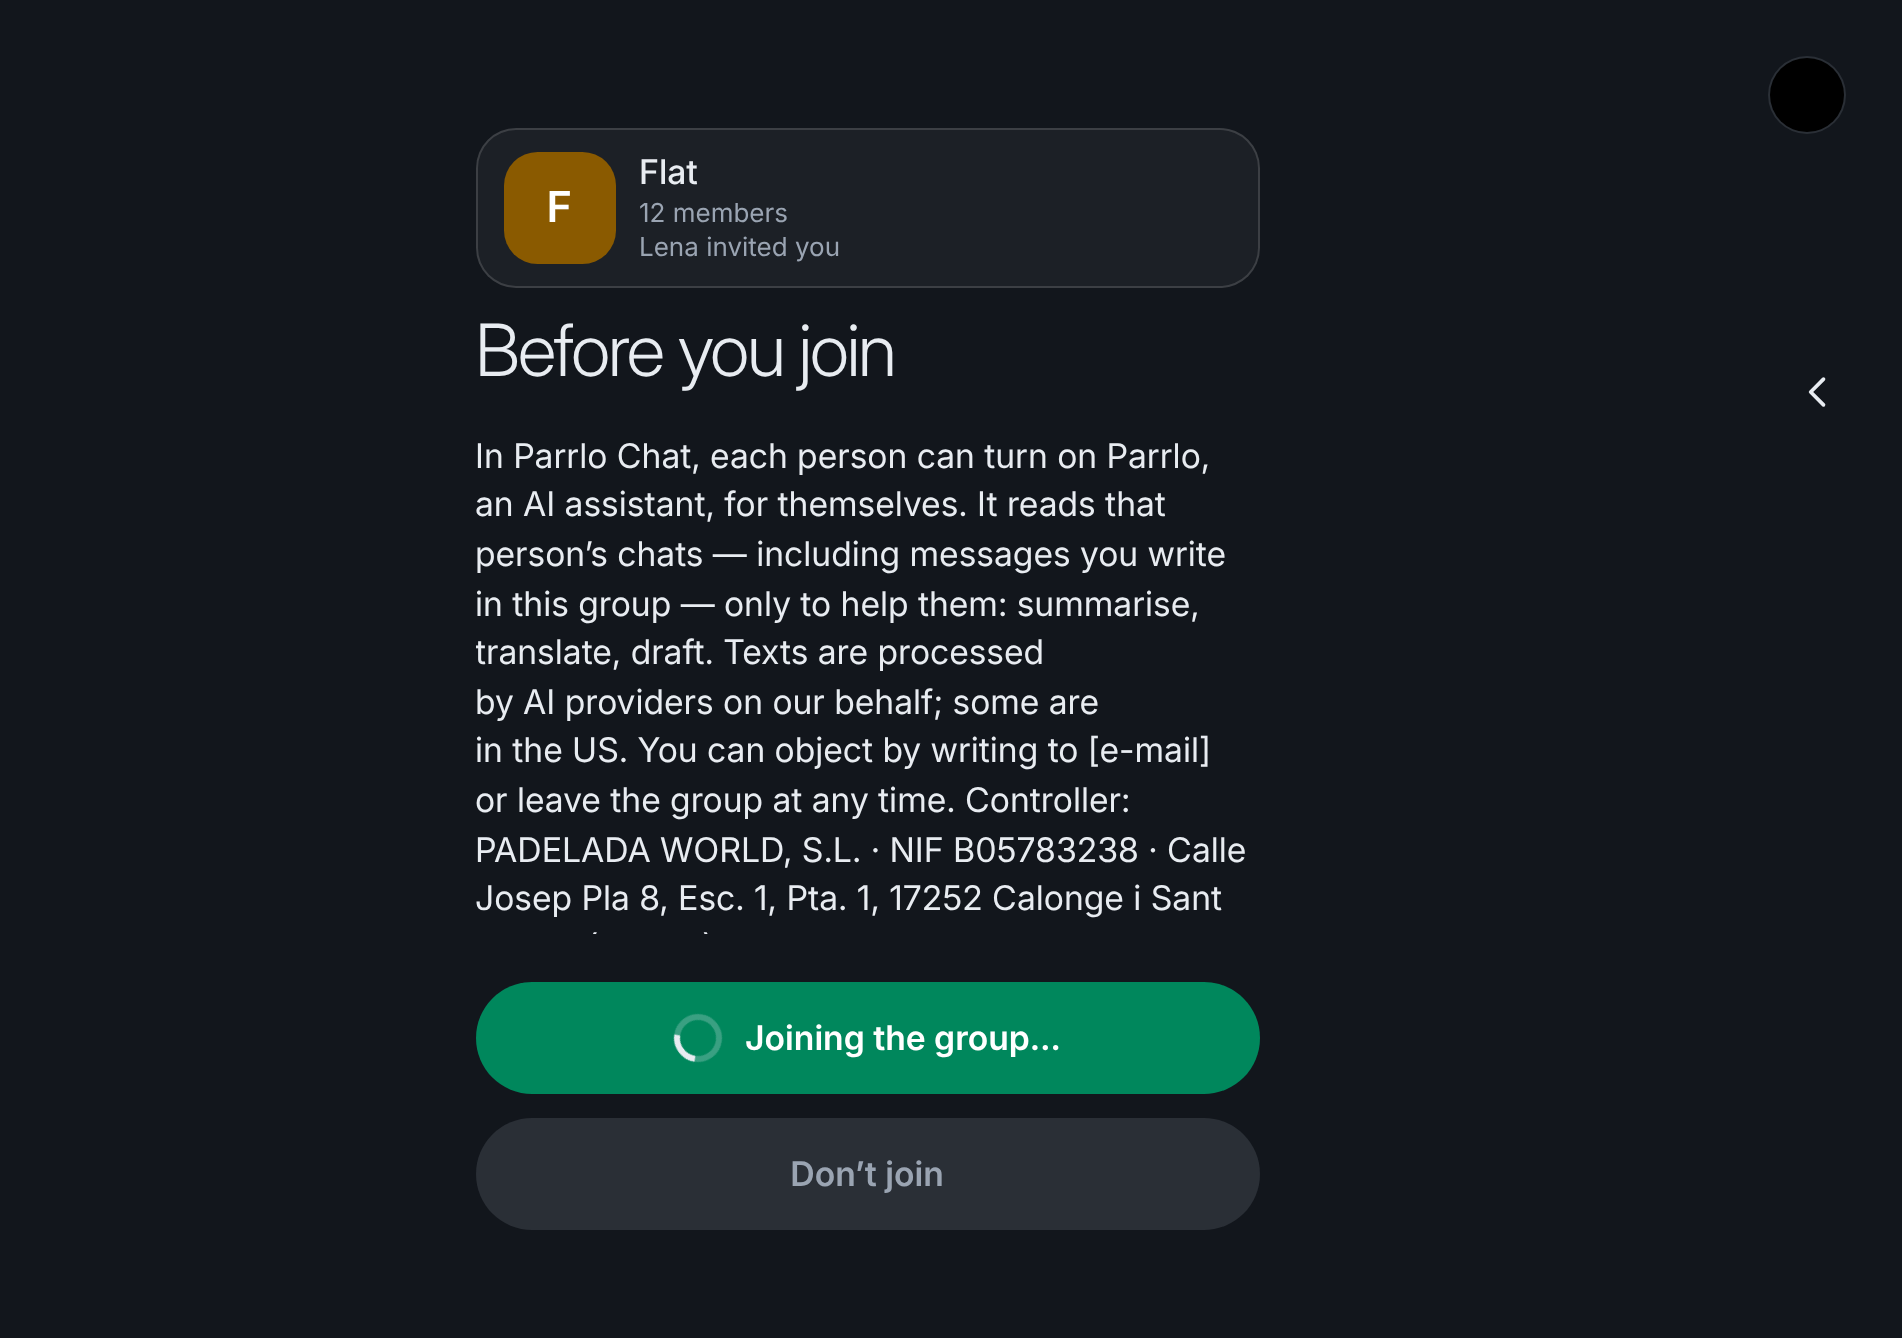 F
Flat
12 members
Lena invited you
Before you join
In Parrlo Chat, each person can turn on Parrlo,
an AI assistant, for themselves. It reads that
person’s chats — including messages you write
in this group — only to help them: summarise,
translate, draft. Texts are processed
by AI providers on our behalf; some are
in the US. You can object by writing to [e-mail]
or leave the group at any time. Controller:
PADELADA WORLD, S.L. · NIF B05783238 · Calle
Josep Pla 8, Esc. 1, Pta. 1, 17252 Calonge i Sant
Joining the group…
Don’t join